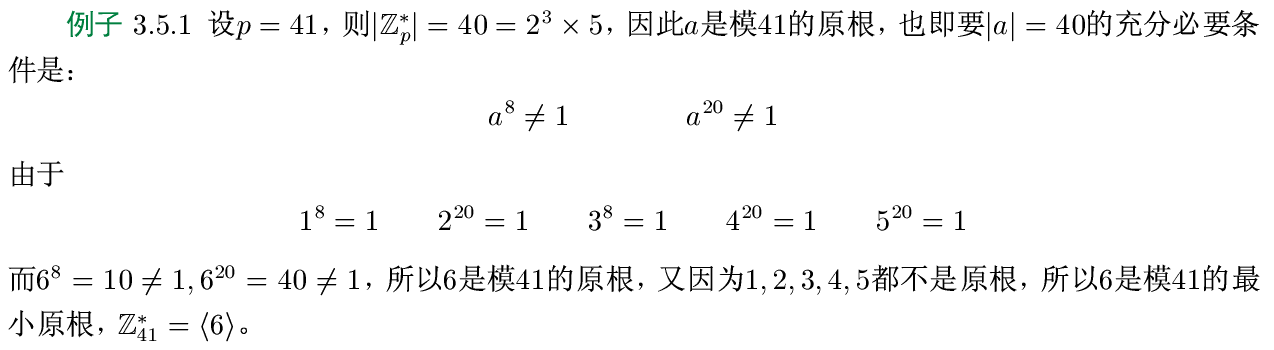 例子 3.5.1 设p = 41，则|ℤ*ₚ| = 40 = 2³ × 5，因此a是模41的原根，也即要|a| = 40的充分必要条
件是：
a⁸ ≠ 1 a²⁰ ≠ 1
由于
1⁸ = 1 2²⁰ = 1 3⁸ = 1 4²⁰ = 1 5²⁰ = 1
而6⁸ = 10 ≠ 1, 6²⁰ = 40 ≠ 1，所以6是模41的原根，又因为1, 2, 3, 4, 5都不是原根，所以6是模41的最
小原根，ℤ*₄₁ = ⟨6⟩。